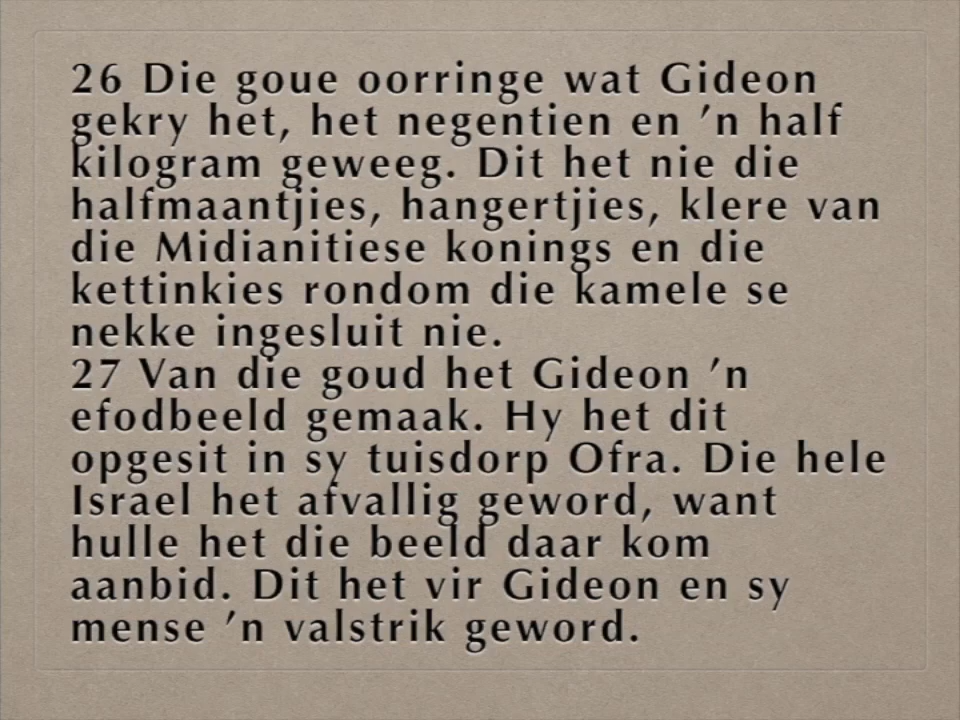 26 Die goue oorringe wat Gideon
gekry het, het negentien en ’n half
kilogram geweeg. Dit het nie die
halfmaantjies, hangertjies, klere van
die Midianitiese konings en die
kettinkies rondom die kamele se
nekke ingesluit nie.
27 Van die goud het Gideon ’n
efodbeeld gemaak. Hy het dit
opgesit in sy tuisdorp Ofra. Die hele
Israel het afvallig geword, want
hulle het die beeld daar kom
aanbid. Dit het vir Gideon en sy
mense ’n valstrik geword.